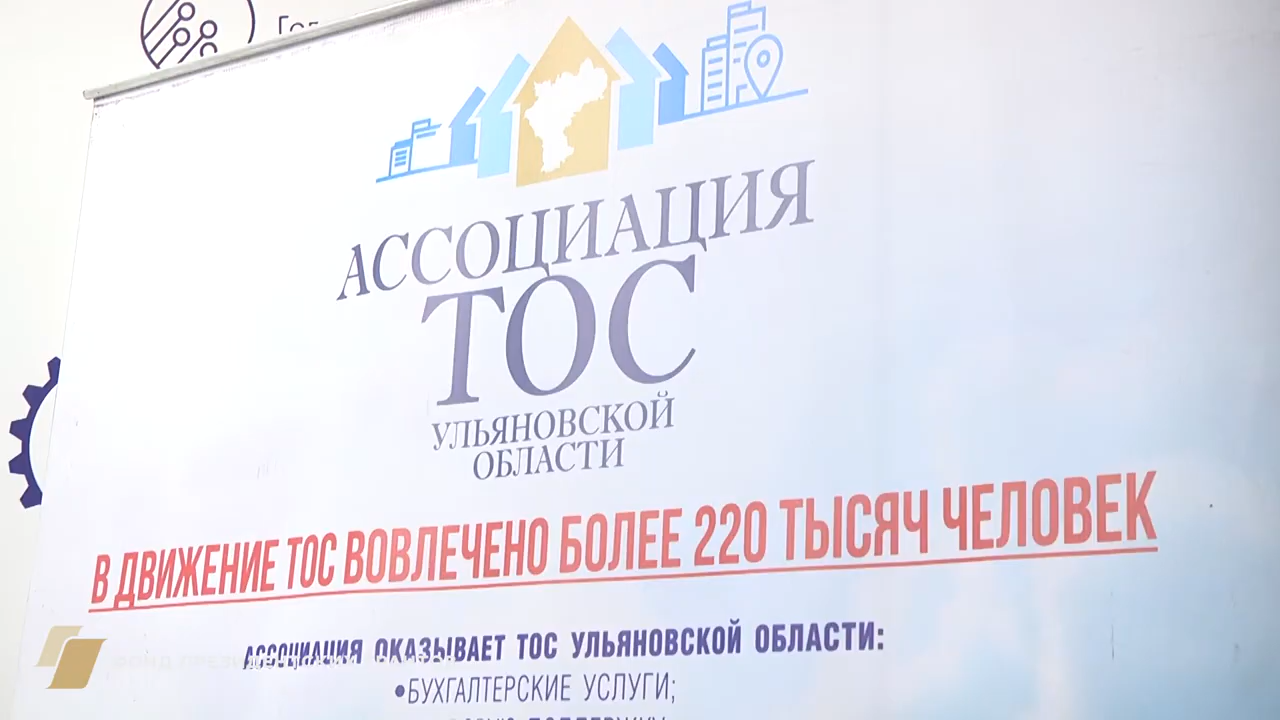 АССОЦИАЦИЯ
ТОС
УЛЬЯНОВСКОЙ
ОБЛАСТИ
В ДВИЖЕНИЕ ТОС ВОВЛЕЧЕНО БОЛЕЕ 220 ТЫСЯЧ ЧЕЛОВЕК
АССОЦИАЦИЯ ОКАЗЫВАЕТ ТОС УЛЬЯНОВСКОЙ ОБЛАСТИ:
•БУХГАЛТЕРСКИЕ УСЛУГИ;